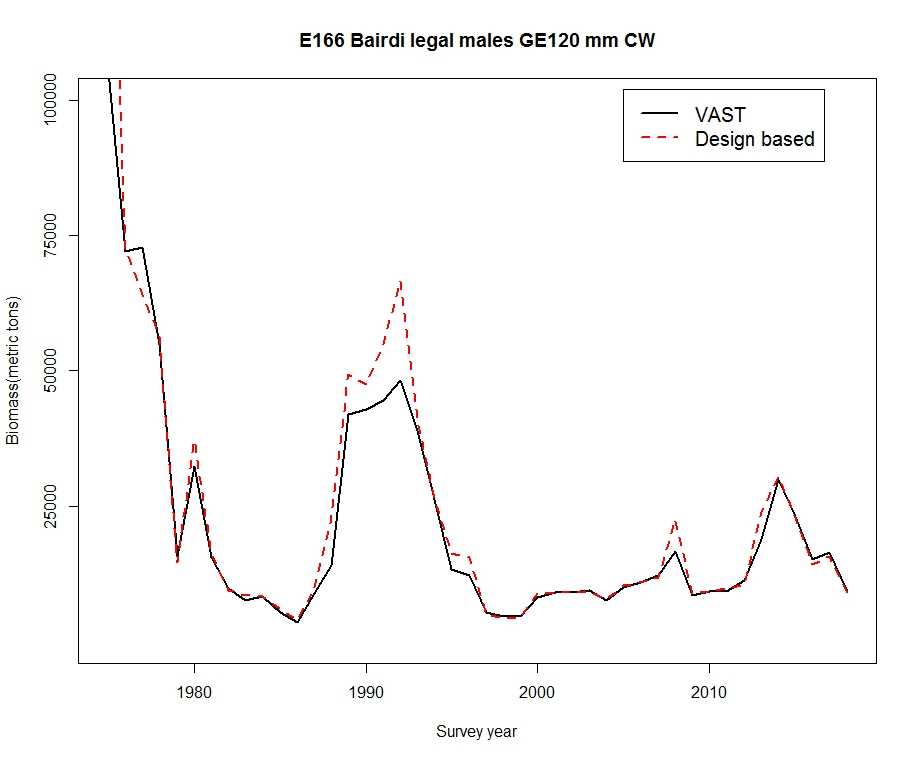 E166 Bairdi legal males GE120 mm CW
VAST
Design based
100000
75000
50000
25000
Biomass(metric tons)
1980 1990 2000 2010
Survey year